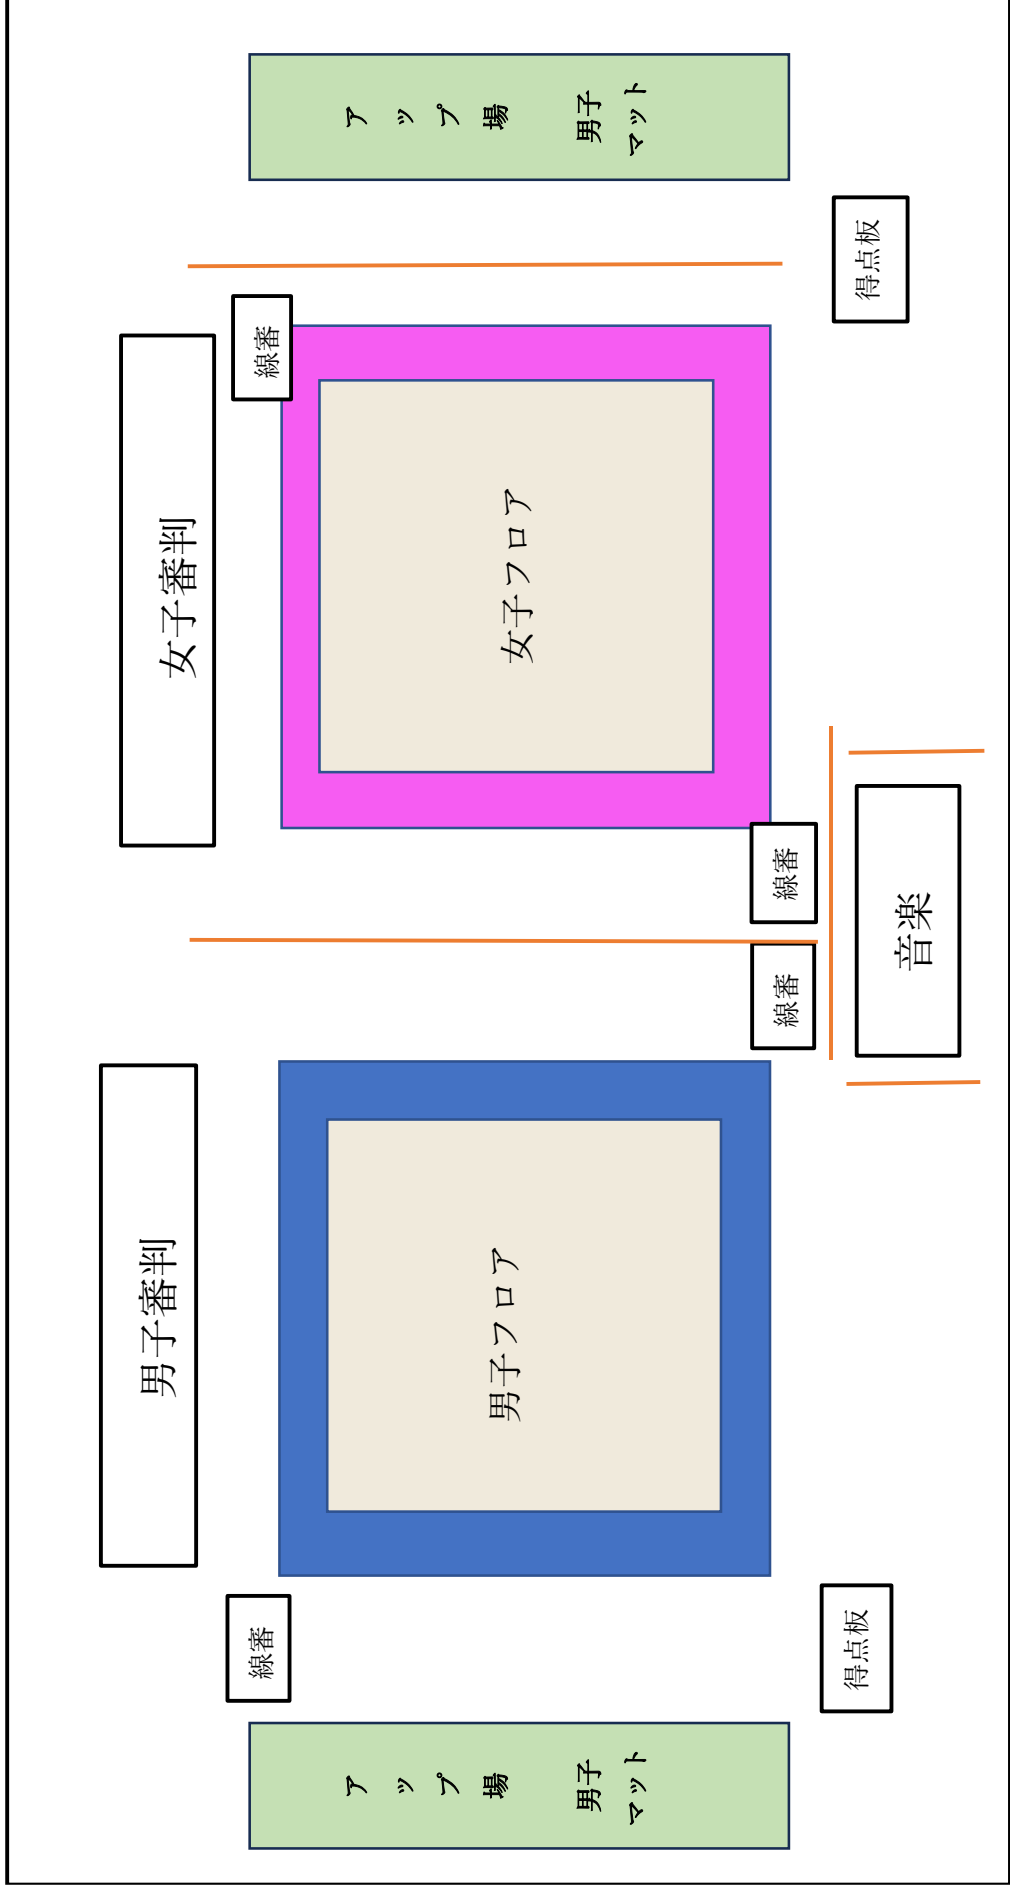 男子審判
女子審判
線審
線審
ア
ッ
プ
場
男子
マット
男子フロア
女子フロア
ア
ッ
プ
場
男子
マット
線審
線審
得点板
音楽
得点板